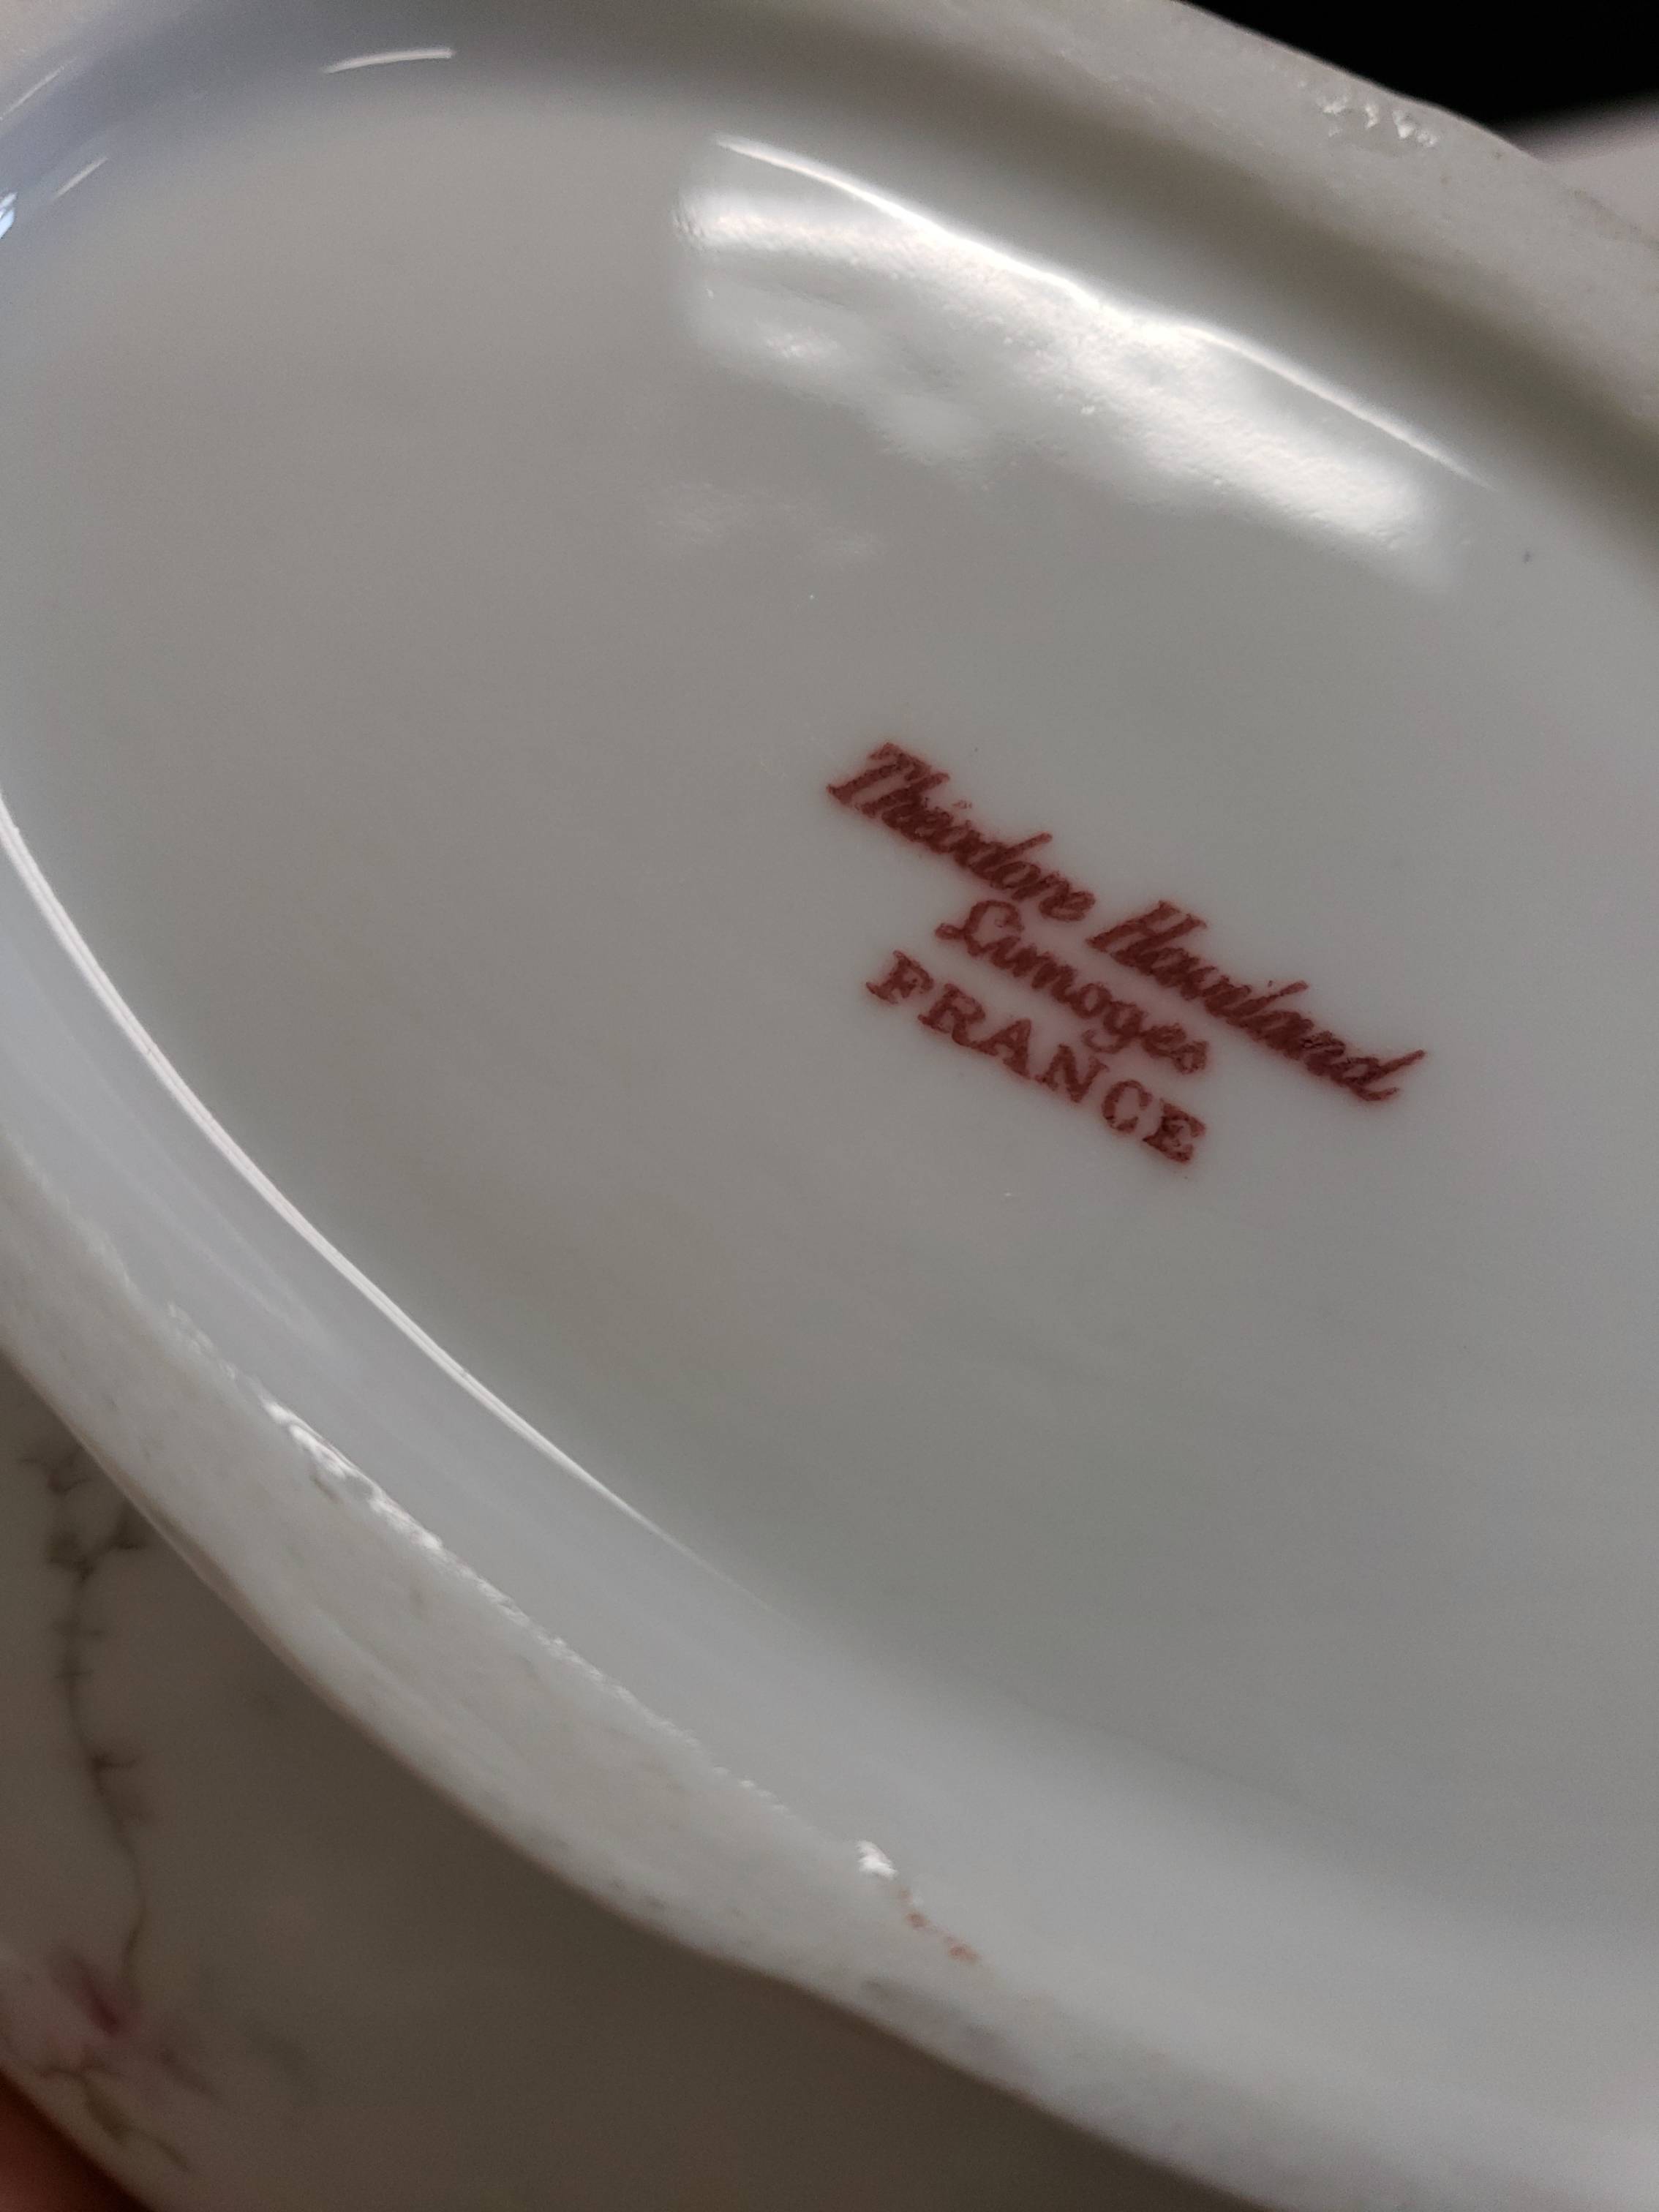 Théodore Haviland
Limoges
FRANCE